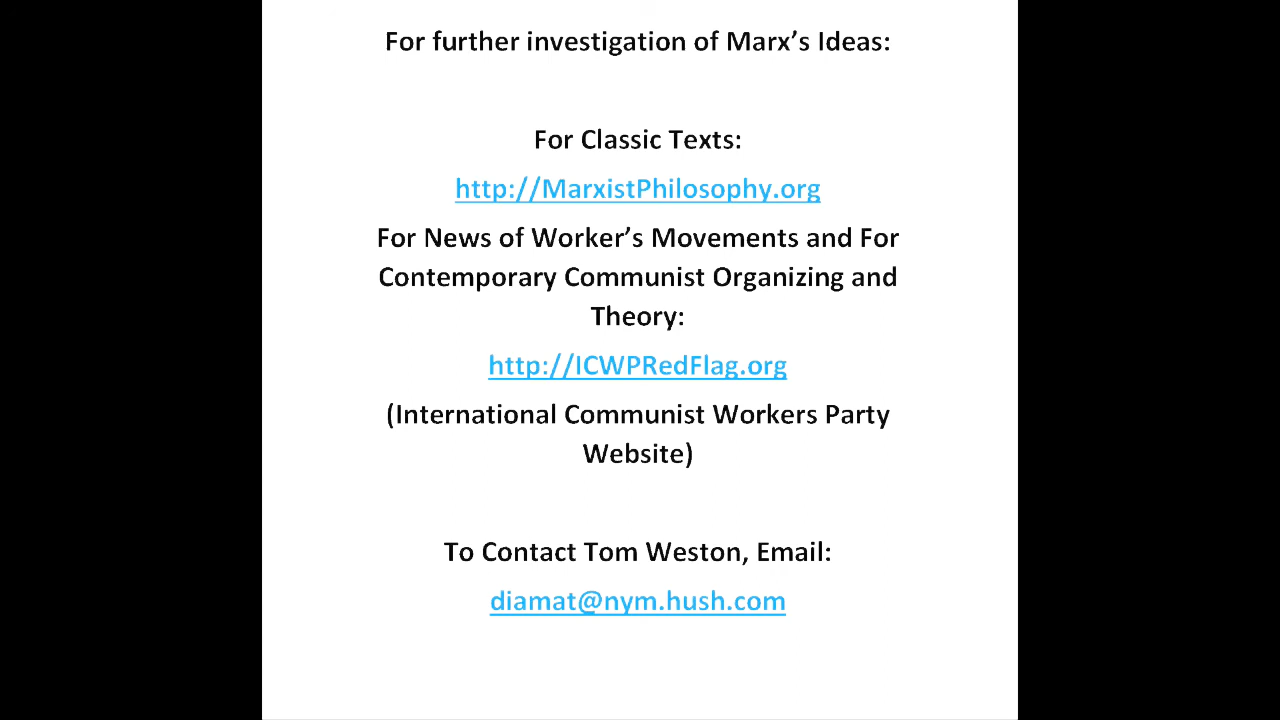 For further investigation of Marx’s Ideas:
For Classic Texts:
http://MarxistPhilosophy.org
For News of Worker’s Movements and For
Contemporary Communist Organizing and
Theory:
http://ICWPRedFlag.org
(International Communist Workers Party
Website)
To Contact Tom Weston, Email:
diamat@nym.hush.com